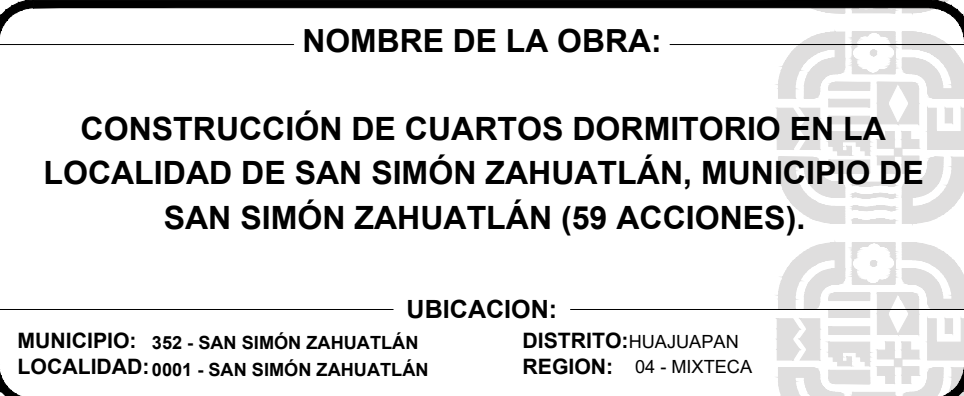 NOMBRE DE LA OBRA:
CONSTRUCCIÓN DE CUARTOS DORMITORIO EN LA
LOCALIDAD DE SAN SIMÓN ZAHUATLÁN, MUNICIPIO DE
SAN SIMÓN ZAHUATLÁN (59 ACCIONES).
UBICACION:
MUNICIPIO: 352 - SAN SIMÓN ZAHUATLÁN DISTRITO:HUAJUAPAN
LOCALIDAD: 0001 - SAN SIMÓN ZAHUATLÁN REGION: 04 - MIXTECA